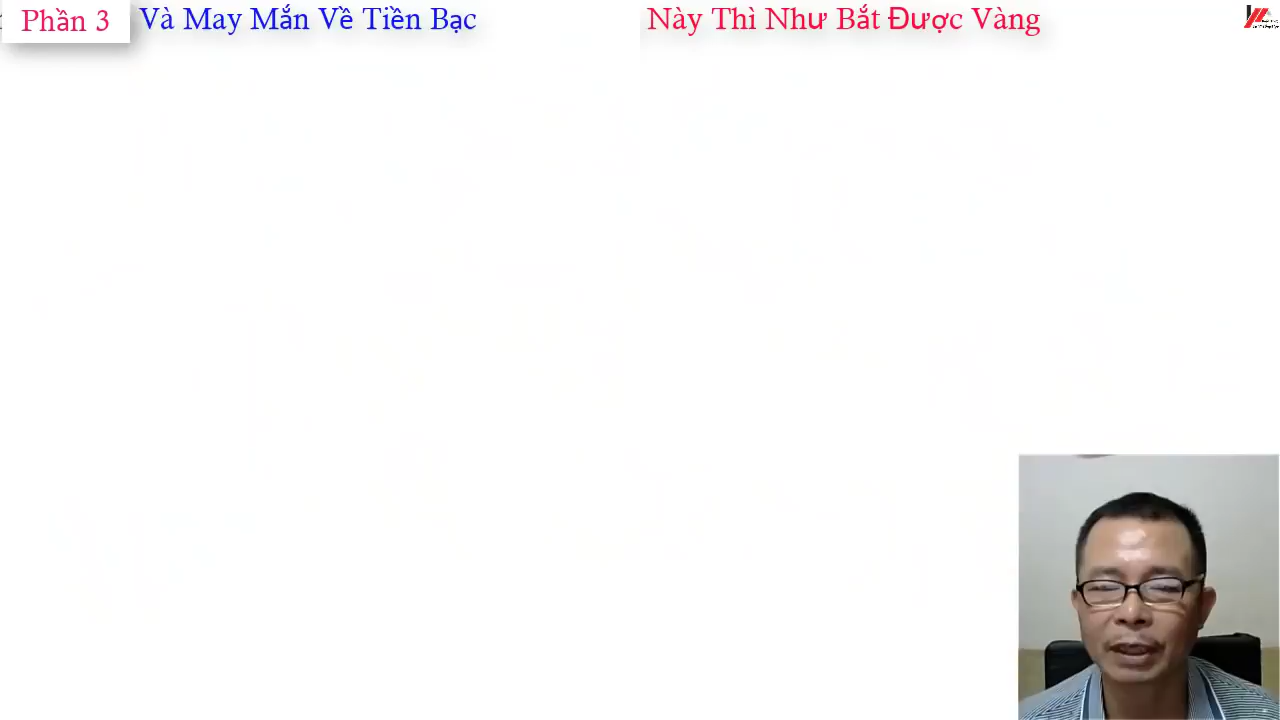 Phần 3 Và May Mắn Về Tiền Bạc Này Thì Như Bắt Được Vàng